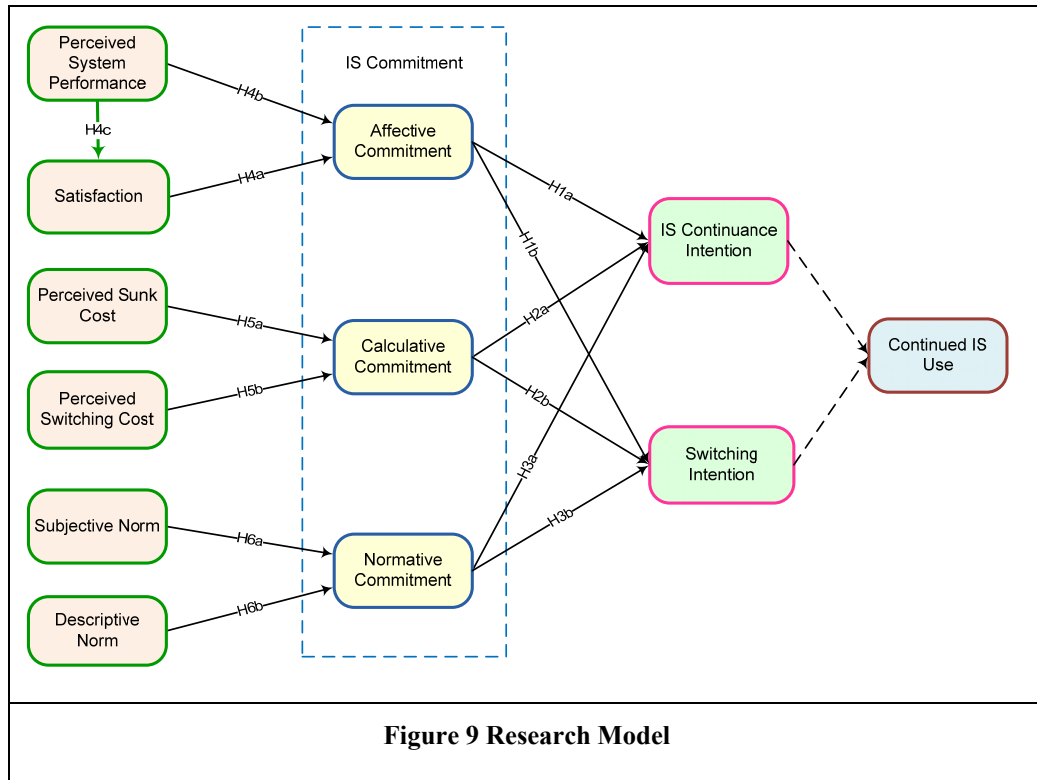 Perceived
System
Performance
H4c
Satisfaction
Perceived Sunk
Cost
Perceived
Switching Cost
Subjective Norm
Descriptive
Norm
H4b
H4a
H5a
H5b
H6a
H6b
IS Commitment
Affective
Commitment
Calculative
Commitment
Normative
Commitment
H1a
H1b
H2a
H2b
H3a
H3b
IS Continuance
Intention
Switching
Intention
Continued IS
Use
Figure 9 Research Model